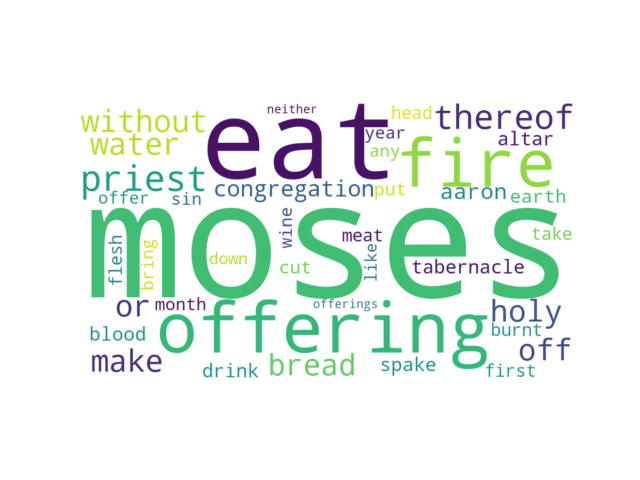 neither
without
eat
head
thereof
year
altar
water
any
fire
priest
congregation
put
aaron
offer
sin
earth
moses
flesh
bring
wine
meat
like
take
down
cut
tabernacle
or
month
offerings
holy
blood
offering
burnt
make
drink
bread
spake
off
first